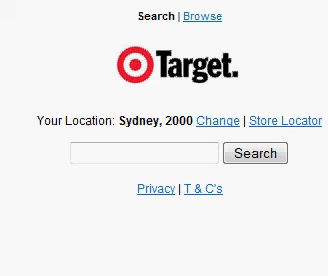 Search | Browse
Target.
Your Location: Sydney, 2000 Change | Store Locator
Search
Privacy | T & C's